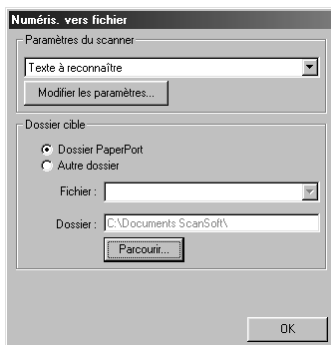 Numéris. vers fichier
Paramètres du scanner
Texte à reconnaître
Modifier les paramètres...
Dossier cible
Dossier PaperPort
Autre dossier
Fichier :
Dossier : C:\Documents ScanSoft\
Parcourir...
OK